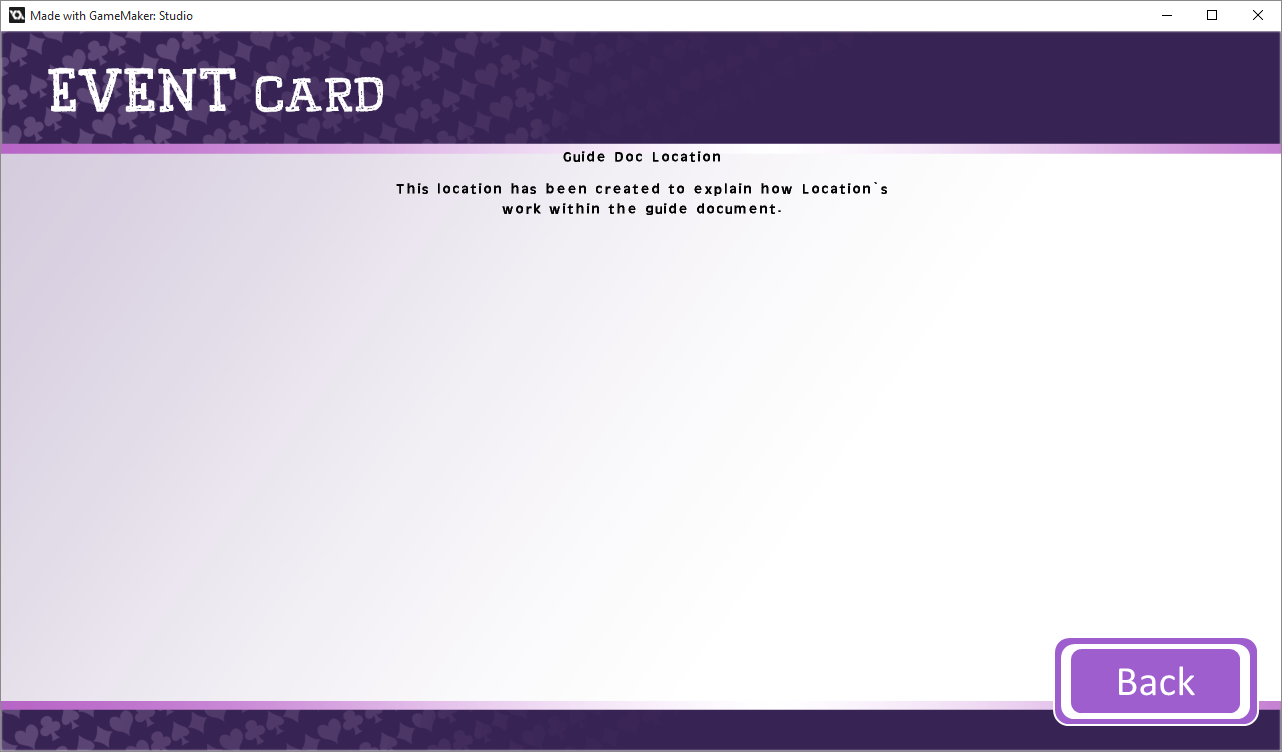 Made with GameMaker: Studio
EVENT CARD
Guide Doc Location
This location has been created to explain how Location`s
work within the guide document.
Back